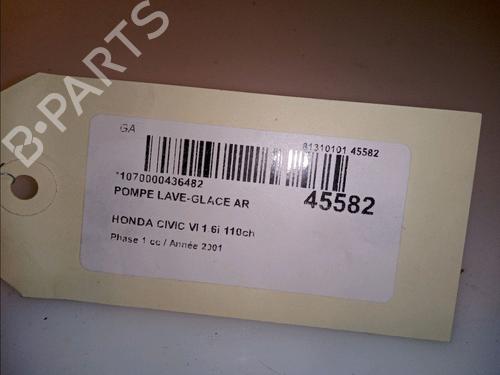 B-PARTS
GA
81310101 45582
*1070000436482
45582
POMPE LAVE-GLACE AR
HONDA CIVIC VI 1.6i 110ch
Phase 1 cc / Année 2001